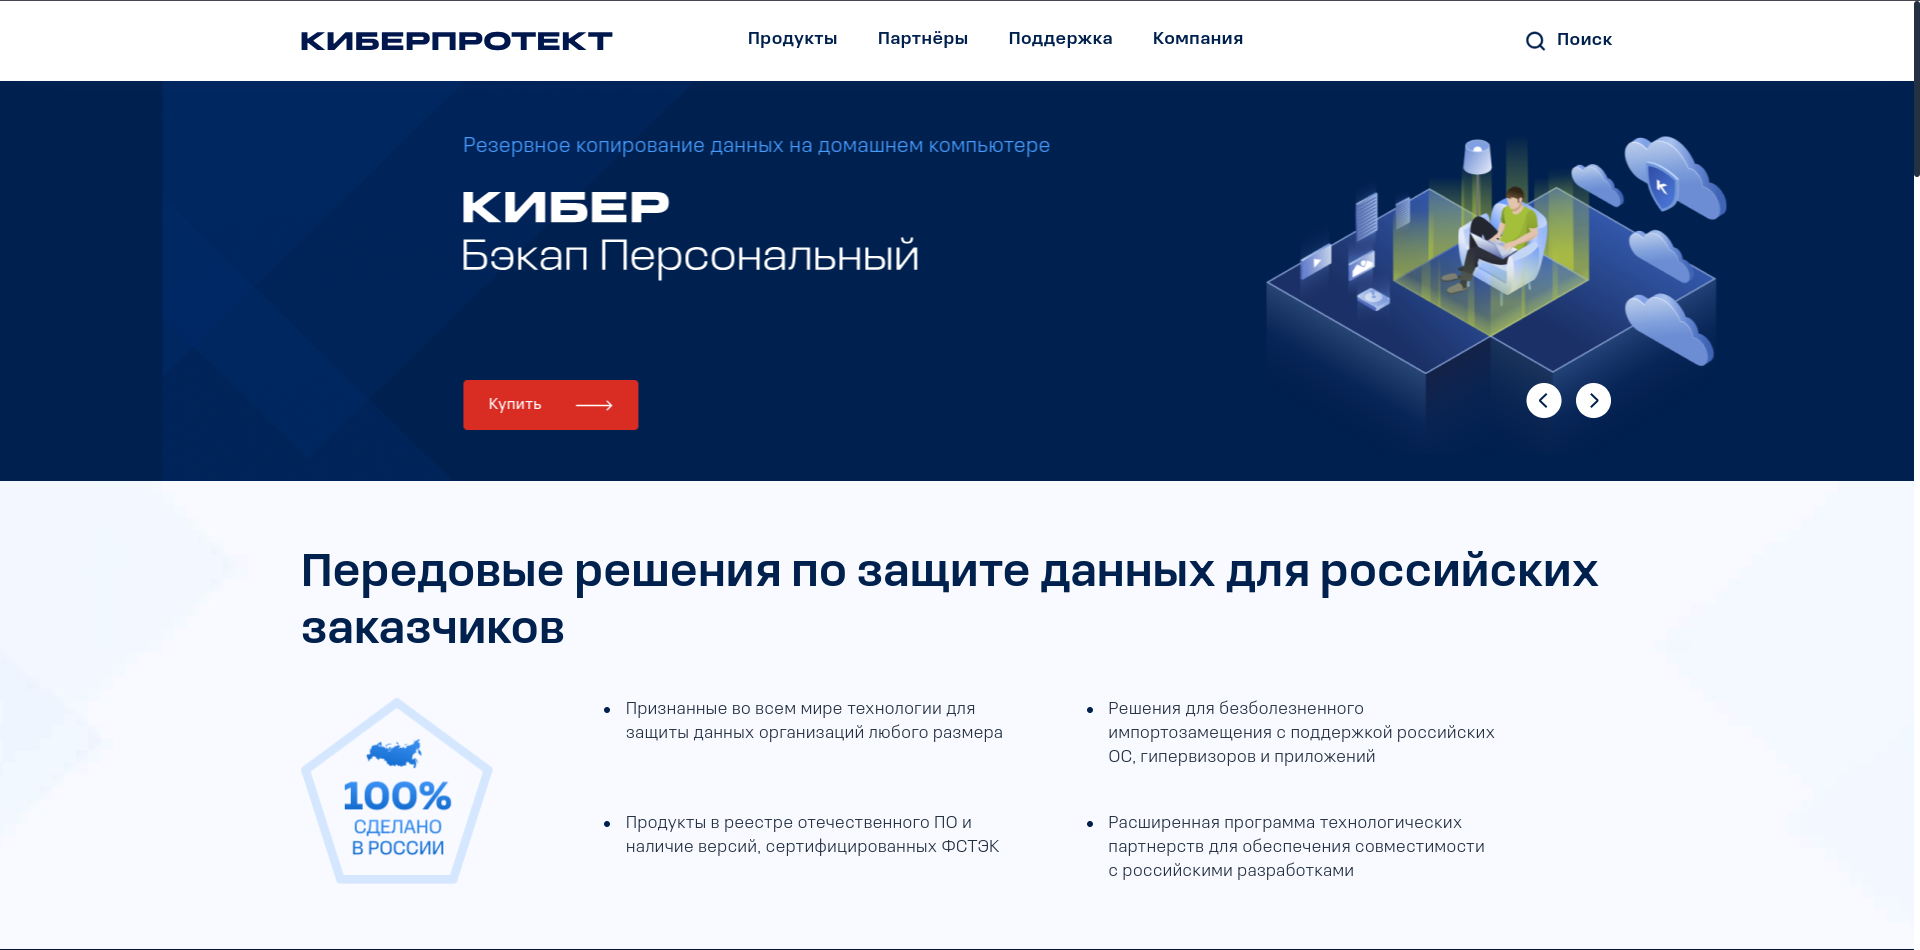 КИБЕРПРОТЕКТ
Продукты Партнёры Поддержка Компания
Поиск
Резервное копирование данных на домашнем компьютере
КИБЕР
Бэкап Персональный
Купить
Передовые решения по защите данных для российских
заказчиков
100%
СДЕЛАНО
В РОССИИ
Признанные во всем мире технологии для
защиты данных организаций любого размера
Решения для безболезненного
импортозамещения с поддержкой российских
ОС, гипервизоров и приложений
Продукты в реестре отечественного ПО и
наличие версий, сертифицированных ФСТЭК
Расширенная программа технологических
партнерств для обеспечения совместимости
с российскими разработками